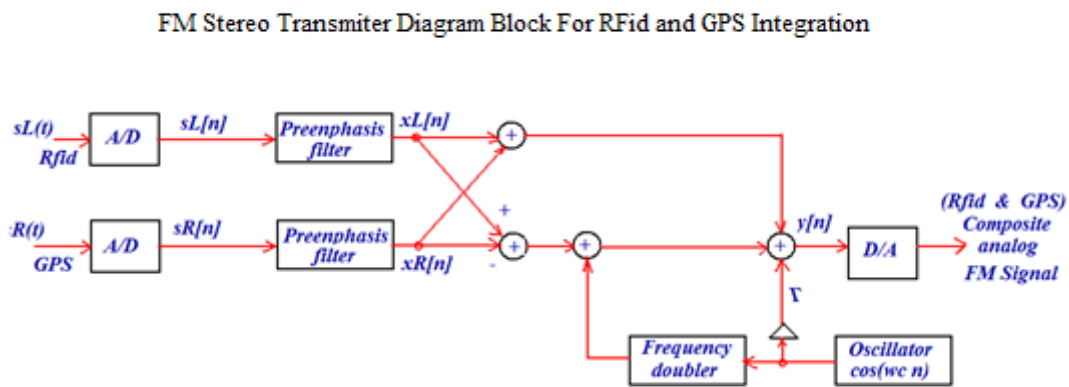 FM Stereo Transmiter Diagram Block For RFid and GPS Integration
sL(t)
Rfid
A/D
sL[n]
Preenphasis
filter
xL[n]
+
R(t)
GPS
A/D
sR[n]
Preenphasis
filter
xR[n]
+
-
+
+
+
y[n]
D/A
(Rfid & GPS)
Composite
analog
FM Signal
Frequency
doubler
Oscillator
cos(wc n)